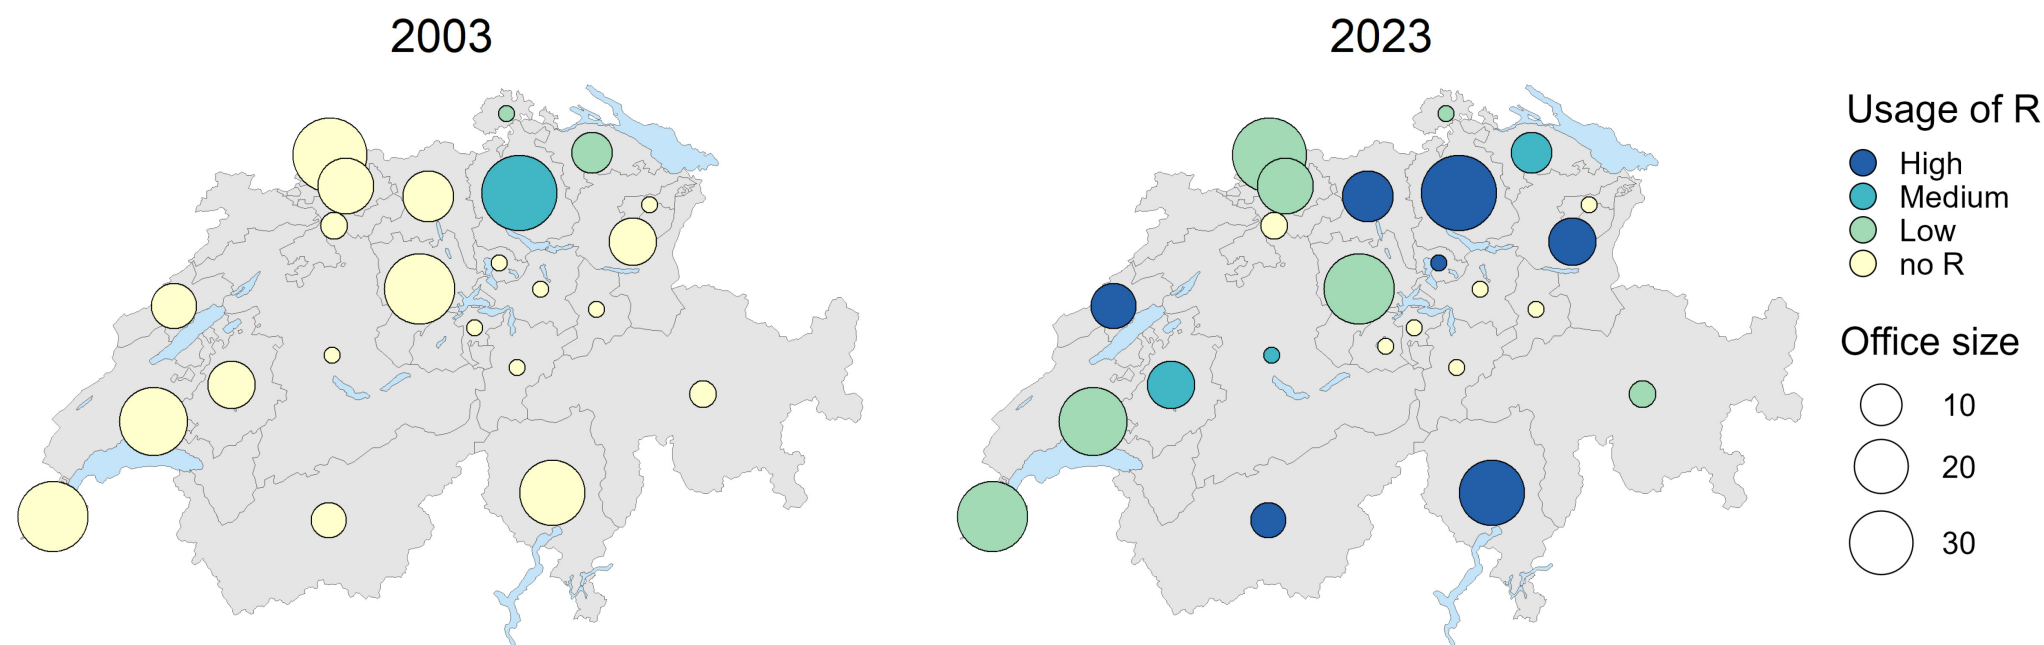 2003
2023
Usage of R
High
Medium
Low
no R
Office size
10
20
30